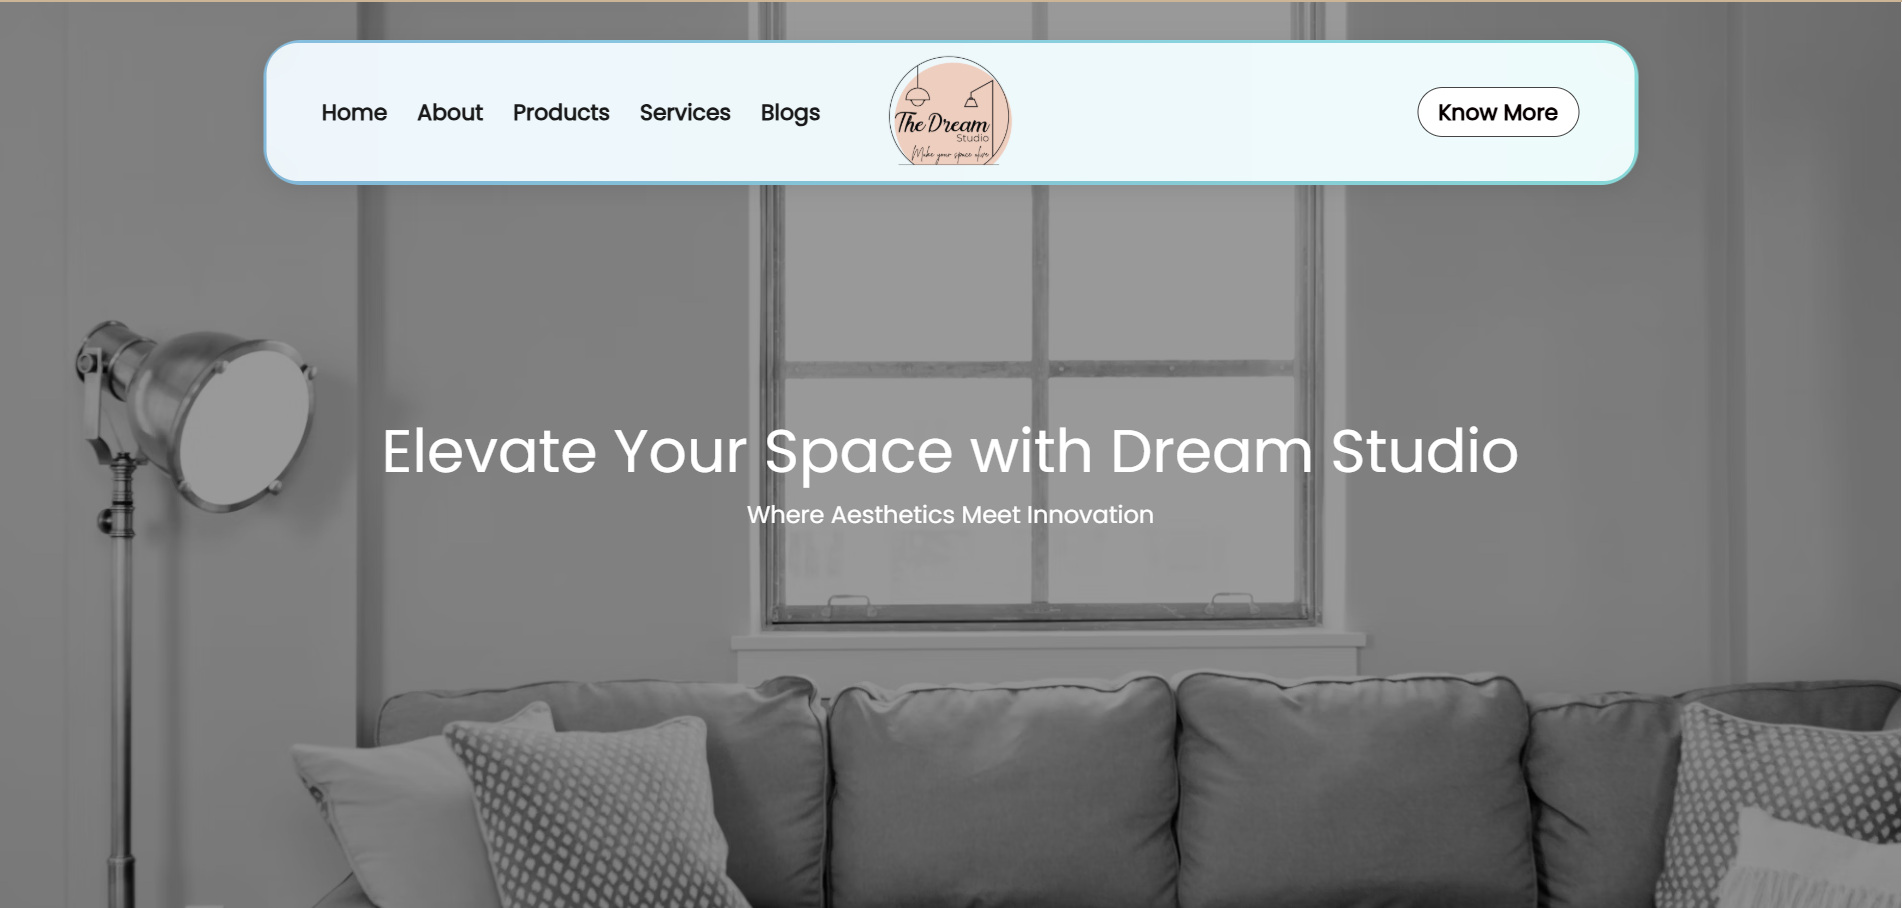 Home About Products Services Blogs
The Dream
Studio
Make your space alive
Know More
Elevate Your Space with Dream Studio
Where Aesthetics Meet Innovation